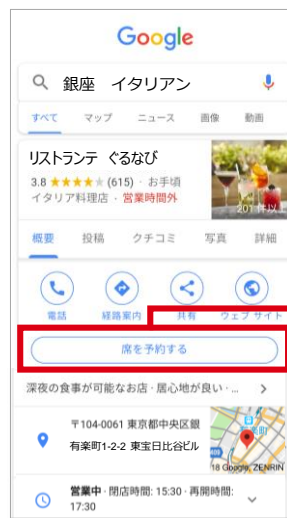 Google
銀座 イタリアン
すべて マップ ニュース 画像 動画
リストランテ ぐるなび
3.8 ★★★★★ (615) · お手頃
イタリア料理店 · 営業時間外
201 件以上
概要 投稿 クチコミ 写真 詳細
電話 経路案内 共有 ウェブ サイト
席を予約する
深夜の食事が可能なお店 · 居心地が良い · ...
〒104-0061 東京都中央区銀
有楽町1-2-2 東宝日比谷ビル
18 Google, ZENRIN
営業中 · 閉店時間: 15:30 · 再開時間:
17:30